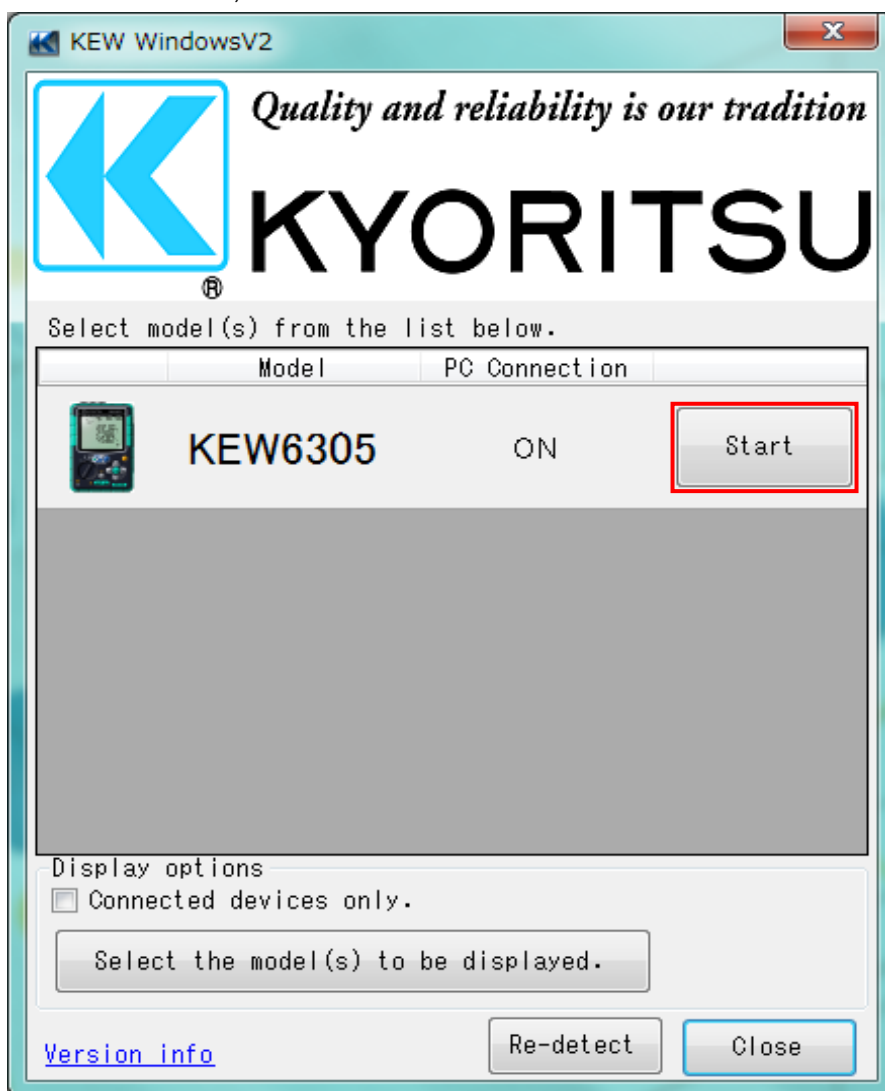 KEW WindowsV2
Quality and reliability is our tradition
KYORITSU
®
Select model(s) from the list below.
Model PC Connection
KEW6305 ON Start
Display options
Connected devices only.
Select the model(s) to be displayed.
Version info Re-detect Close